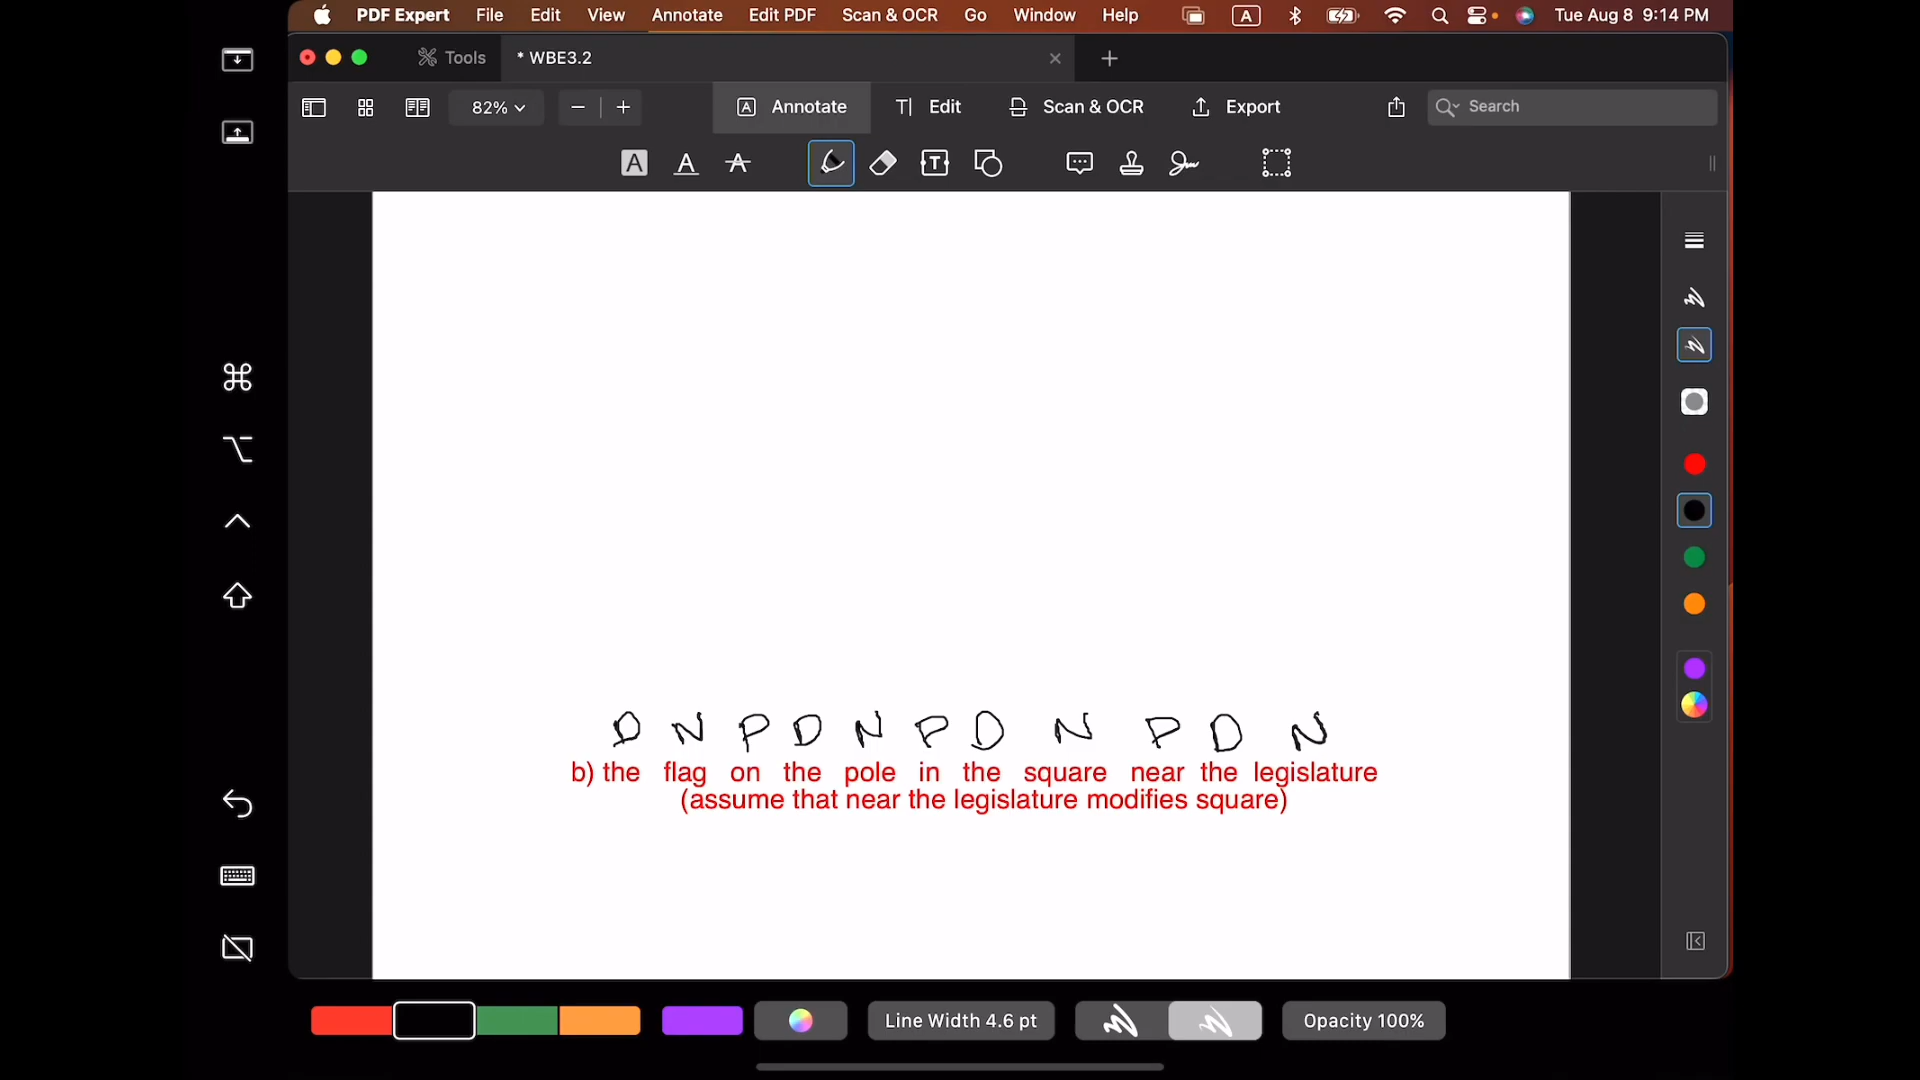 PDF Expert File Edit View Annotate Edit PDF Scan & OCR Go Window Help A Tue Aug 8 9:14 PM
Tools * WBE3.2
82% Annotate Edit Scan & OCR Export Search
D N P D N P D N P D N
b) the flag on the pole in the square near the legislature
(assume that near the legislature modifies square)
Line Width 4.6 pt Opacity 100%